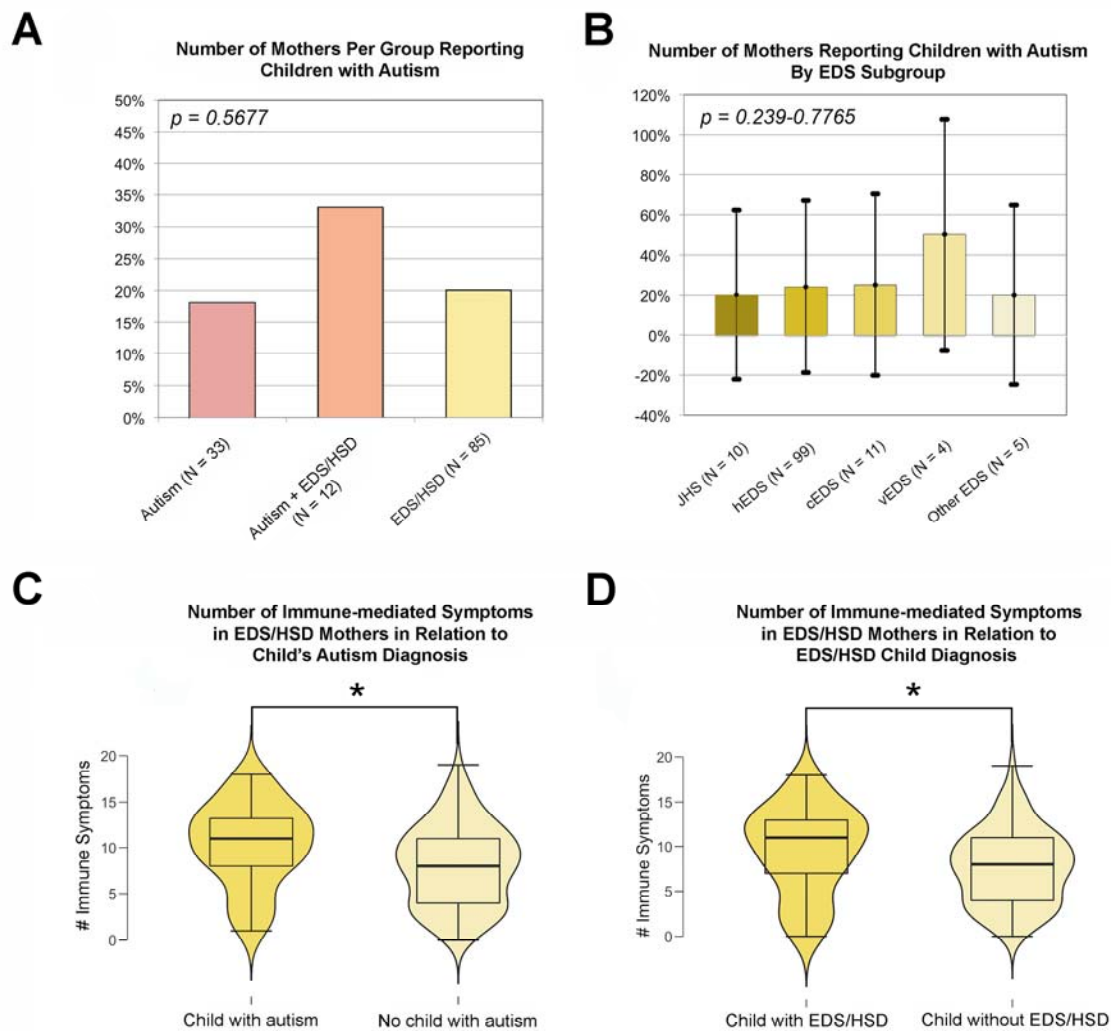 A
Number of Mothers Per Group Reporting
Children with Autism
p = 0.5677
50%
45%
40%
35%
30%
25%
20%
15%
10%
5%
0%
Autism (N = 33)
Autism + EDS/HSD
(N = 12)
EDS/HSD (N = 85)
B
Number of Mothers Reporting Children with Autism
By EDS Subgroup
p = 0.239-0.7765
120%
100%
80%
60%
40%
20%
0%
-20%
-40%
JHS (N = 10)
hEDS (N = 99)
cEDS (N = 11)
vEDS (N = 4)
Other EDS (N = 5)
C
Number of Immune-mediated Symptoms
in EDS/HSD Mothers in Relation to
Child's Autism Diagnosis
*
# Immune Symptoms
20
15
10
5
0
Child with autism
No child with autism
D
Number of Immune-mediated Symptoms
in EDS/HSD Mothers in Relation to
EDS/HSD Child Diagnosis
*
# Immune Symptoms
20
15
10
5
0
Child with EDS/HSD
Child without EDS/HSD